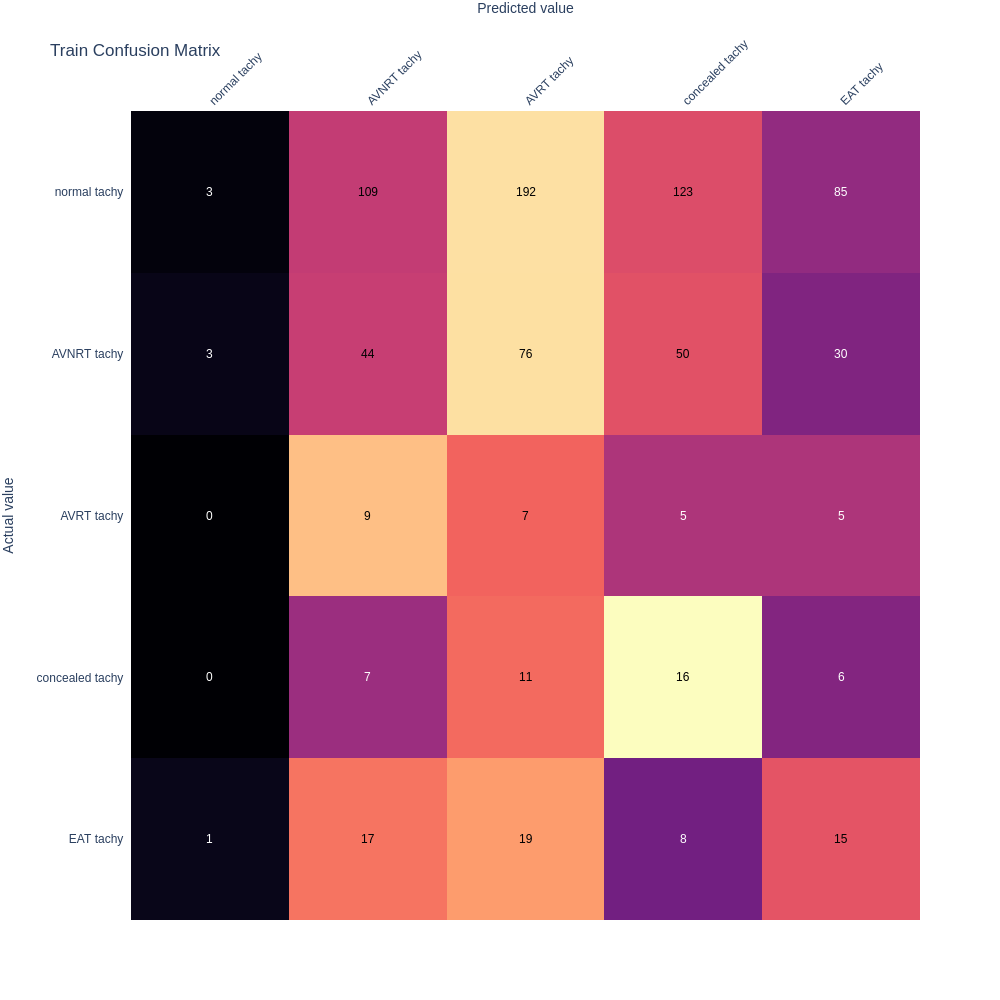 Predicted value
Train Confusion Matrix
normal tachy AVNRT tachy AVRT tachy concealed tachy EAT tachy
normal tachy 3 109 192 123 85
AVNRT tachy 3 44 76 50 30
Actual value
AVRT tachy 0 9 7 5 5
concealed tachy 0 7 11 16 6
EAT tachy 1 17 19 8 15